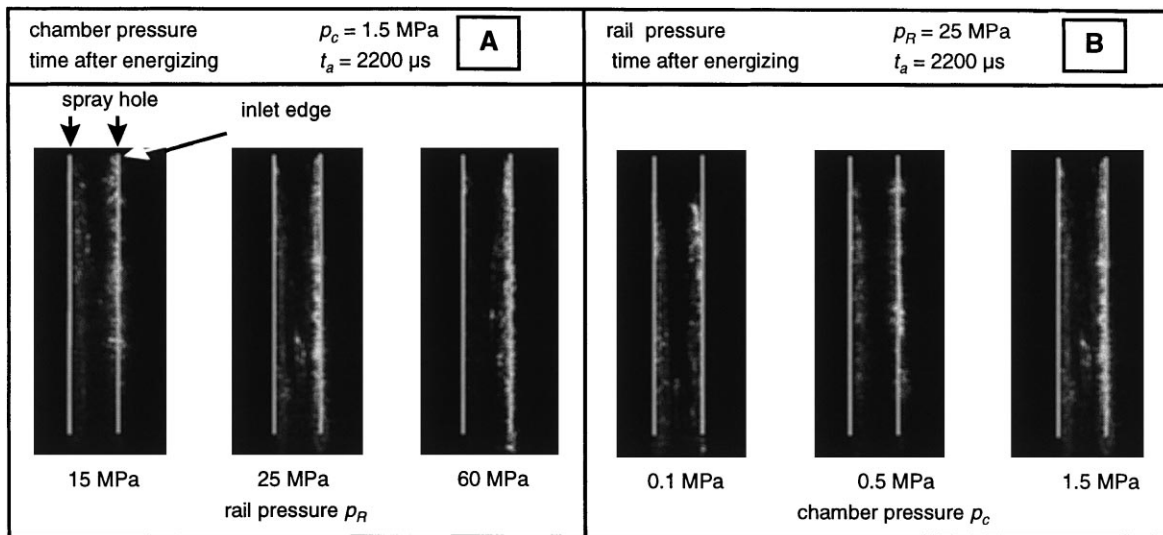 chamber pressure p_c = 1.5 MPa
time after energizing t_a = 2200 µs
A
rail pressure p_R = 25 MPa
time after energizing t_a = 2200 µs
B
spray hole
inlet edge
15 MPa 25 MPa 60 MPa
rail pressure p_R
0.1 MPa 0.5 MPa 1.5 MPa
chamber pressure p_c